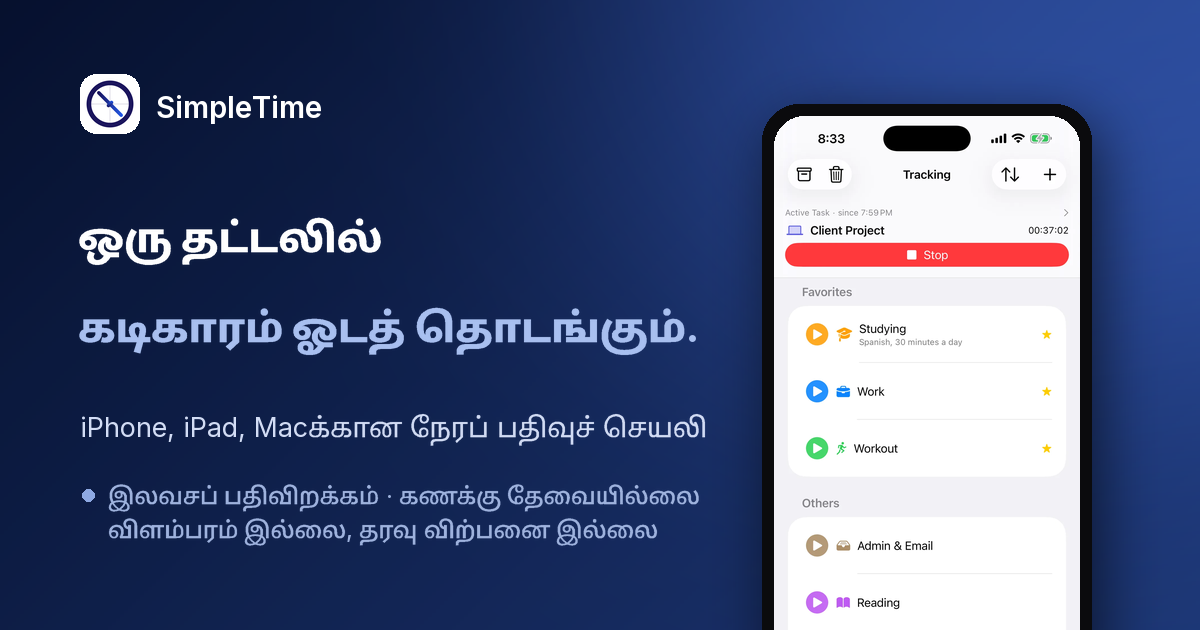 SimpleTime
ஒரு தட்டலில்
கடிகாரம் ஓடத் தொடங்கும்.
iPhone, iPad, Macக்கான நேரப் பதிவுச் செயலி
இலவசப் பதிவிறக்கம் · கணக்கு தேவையில்லை
விளம்பரம் இல்லை, தரவு விற்பனை இல்லை
8:33
Tracking
Active Task · since 7:59 PM
Client Project 00:37:02
Stop
Favorites
Studying
Spanish, 30 minutes a day
Work
Workout
Others
Admin & Email
Reading